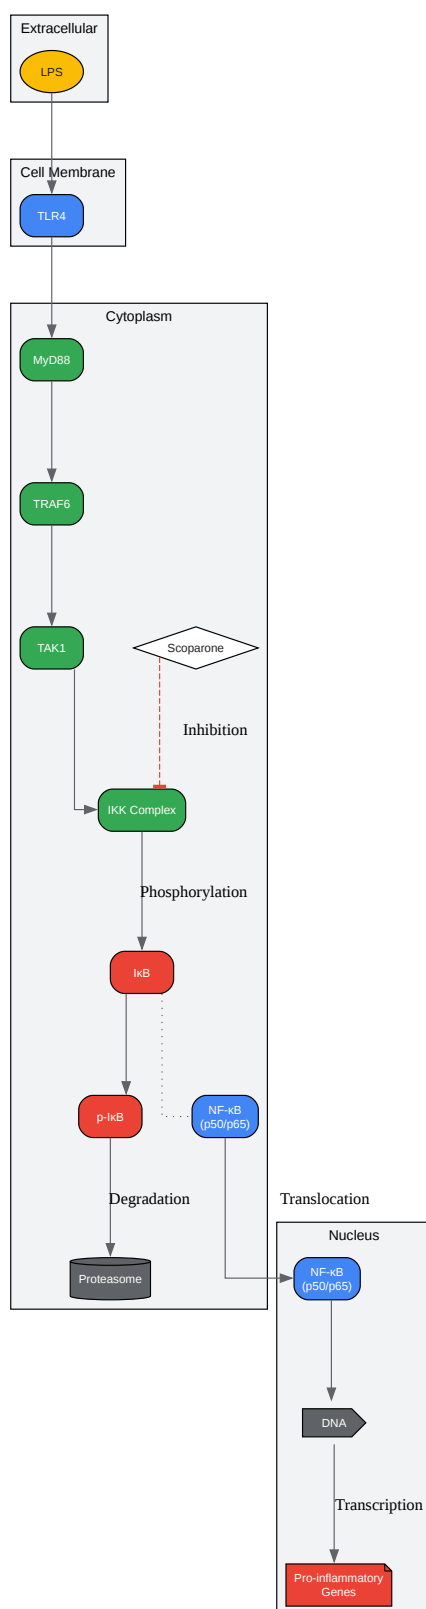 Extracellular
LPS
Cell Membrane
TLR4
Cytoplasm
MyD88
TRAF6
TAK1
Scoparone
Inhibition
IKK Complex
Phosphorylation
IκB
p-IκB
NF-κB
(p50/p65)
Degradation
Translocation
Proteasome
Nucleus
NF-κB
(p50/p65)
DNA
Transcription
Pro-inflammatory
Genes